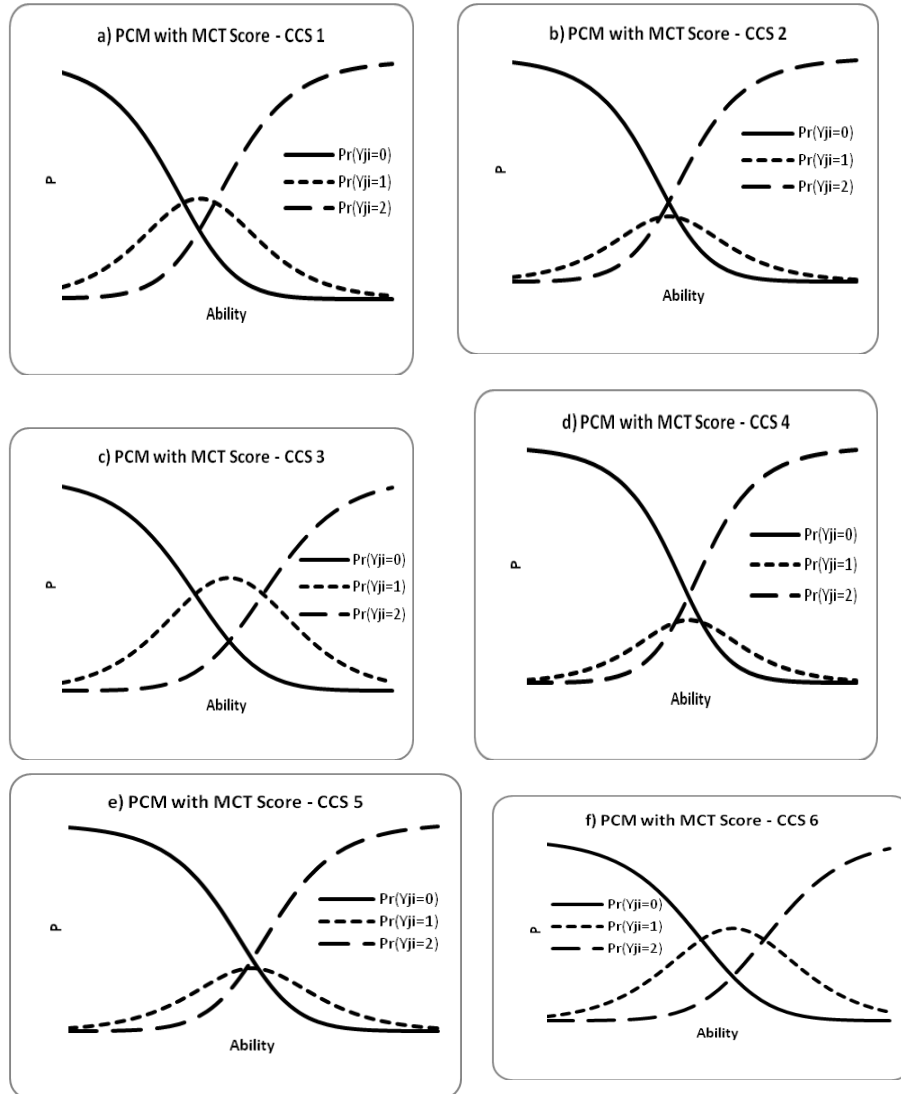 a) PCM with MCT Score - CCS 1
Pr(Yji=0)
Pr(Yji=1)
Pr(Yji=2)
P
Ability
b) PCM with MCT Score - CCS 2
Pr(Yji=0)
Pr(Yji=1)
Pr(Yji=2)
P
Ability
c) PCM with MCT Score - CCS 3
Pr(Yji=0)
Pr(Yji=1)
Pr(Yji=2)
P
Ability
d) PCM with MCT Score - CCS 4
Pr(Yji=0)
Pr(Yji=1)
Pr(Yji=2)
P
Ability
e) PCM with MCT Score - CCS 5
Pr(Yji=0)
Pr(Yji=1)
Pr(Yji=2)
P
Ability
f) PCM with MCT Score - CCS 6
Pr(Yji=0)
Pr(Yji=1)
Pr(Yji=2)
P
Ability